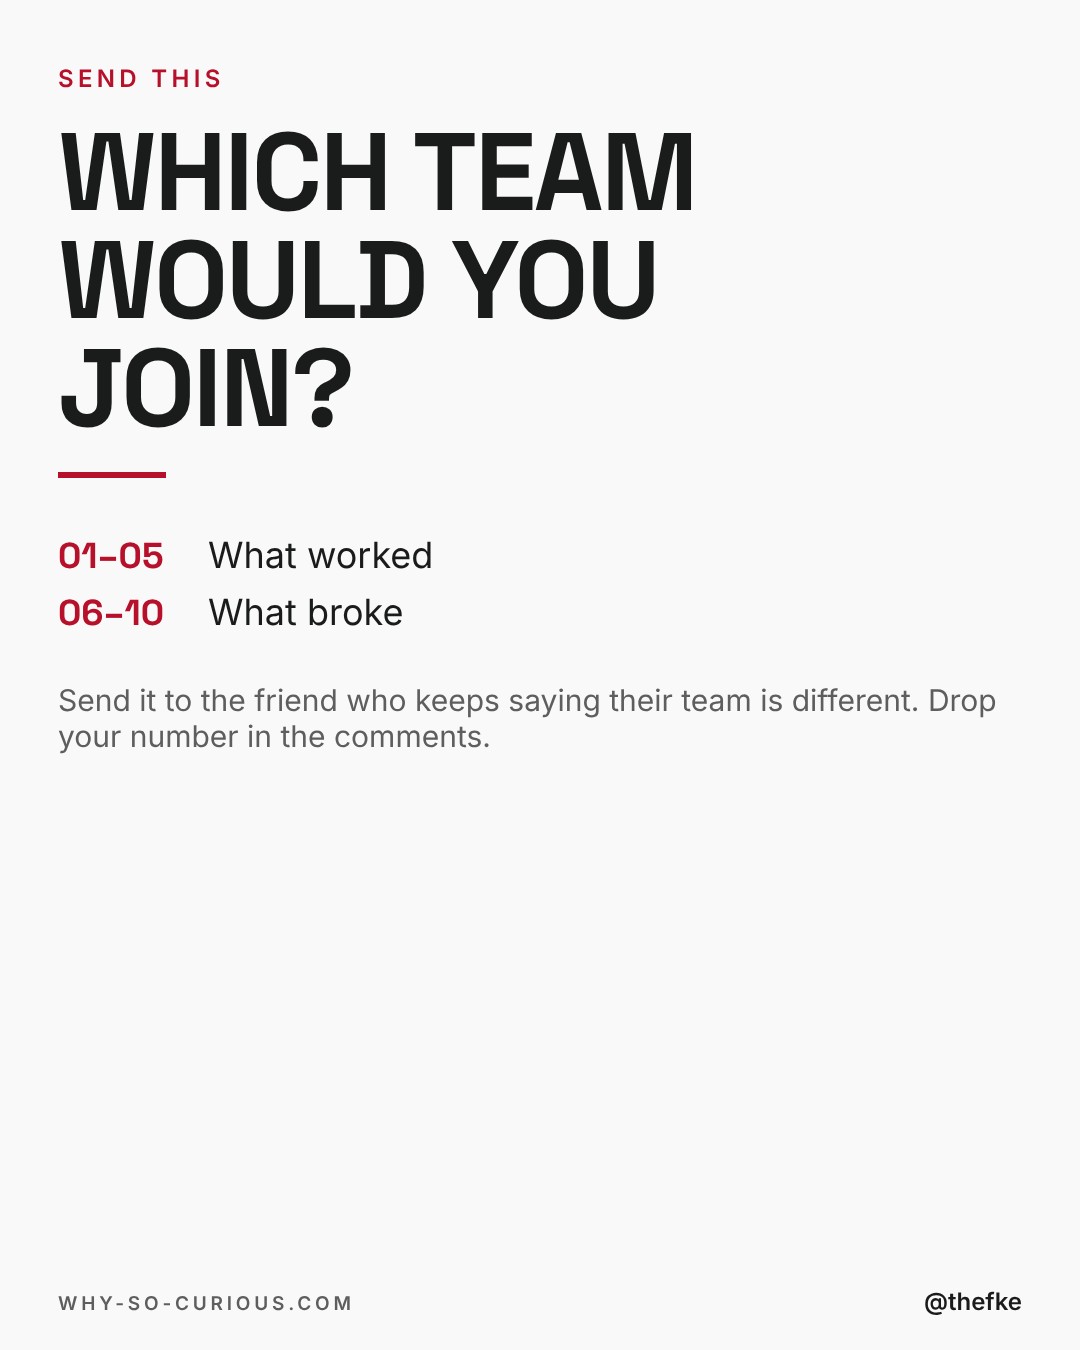 SEND THIS
WHICH TEAM
WOULD YOU
JOIN?
01–05 What worked
06–10 What broke
Send it to the friend who keeps saying their team is different. Drop
your number in the comments.
WHY-SO-CURIOUS.COM
@thefke